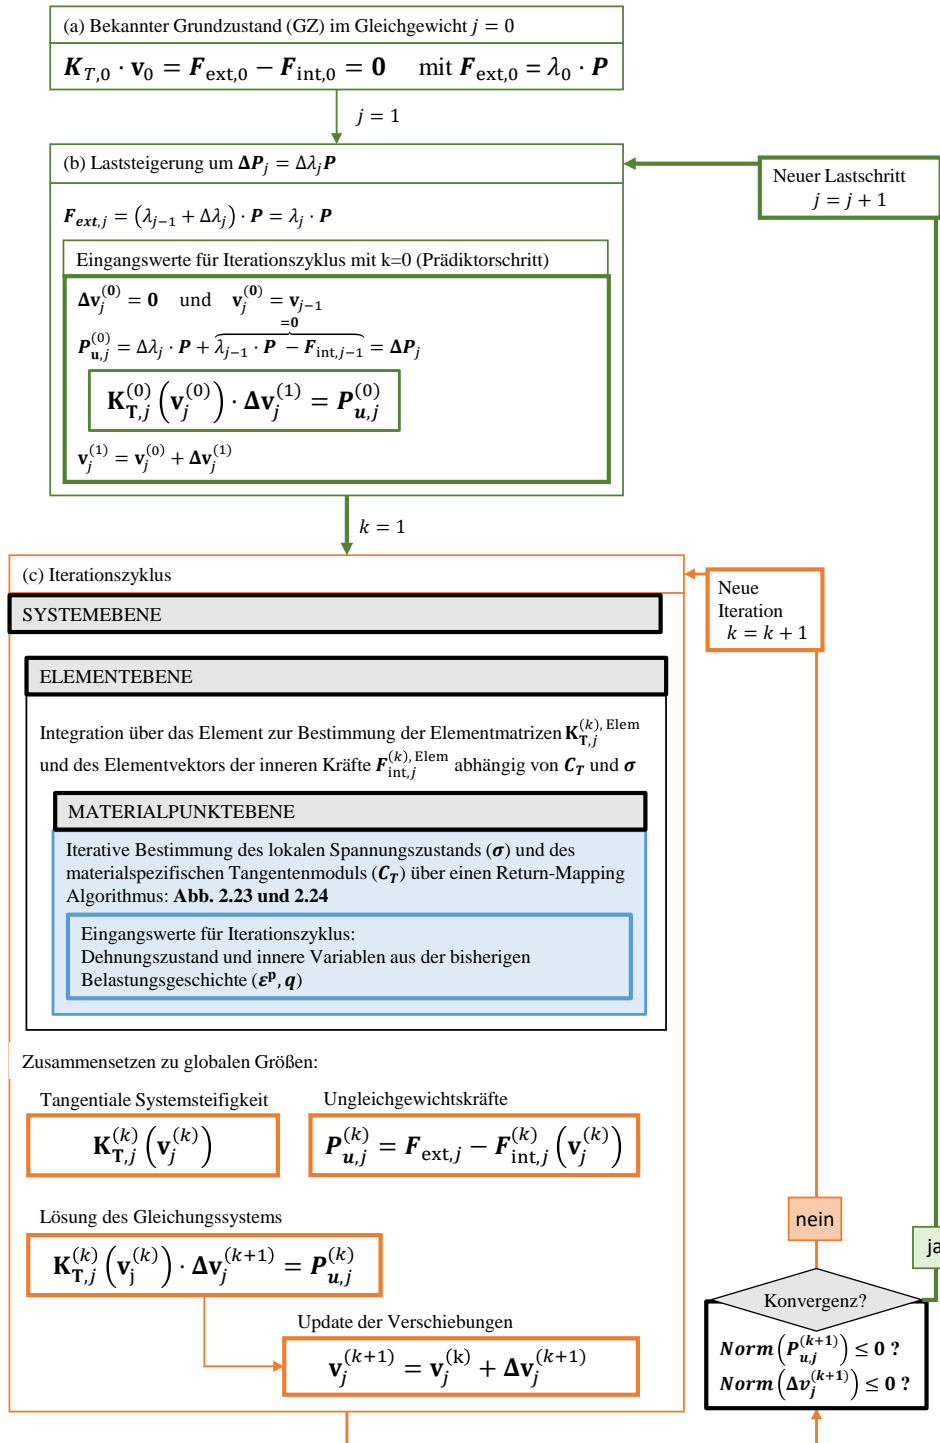 (a) Bekannter Grundzustand (GZ) im Gleichgewicht j = 0
K_{T,0} · v_0 = F_{ext,0} − F_{int,0} = 0 mit F_{ext,0} = λ_0 · P
j = 1
(b) Laststeigerung um ΔP_j = Δλ_j P
F_{ext,j} = (λ_{j−1} + Δλ_j) · P = λ_j · P
Eingangswerte für Iterationszyklus mit k=0 (Prädiktorschritt)
Δv_j^{(0)} = 0 und v_j^{(0)} = v_{j−1}
=0
P_{u,j}^{(0)} = Δλ_j · P + λ_{j−1} · P − F_{int,j−1} = ΔP_j
K_{T,j}^{(0)} (v_j^{(0)}) · Δv_j^{(1)} = P_{u,j}^{(0)}
v_j^{(1)} = v_j^{(0)} + Δv_j^{(1)}
Neuer Lastschritt
j = j + 1
k = 1
(c) Iterationszyklus
Neue
Iteration
k = k + 1
SYSTEMEBENE
ELEMENTEBENE
Integration über das Element zur Bestimmung der Elementmatrizen K_{T,j}^{(k), Elem}
und des Elementvektors der inneren Kräfte F_{int,j}^{(k), Elem} abhängig von C_T und σ
MATERIALPUNKTEBENE
Iterative Bestimmung des lokalen Spannungszustands (σ) und des
materialspezifischen Tangentenmoduls (C_T) über einen Return-Mapping
Algorithmus: Abb. 2.23 und 2.24
Eingangswerte für Iterationszyklus:
Dehnungszustand und innere Variablen aus der bisherigen
Belastungsgeschichte (ε^p, q)
Zusammensetzen zu globalen Größen:
Tangentiale Systemsteifigkeit
K_{T,j}^{(k)} (v_j^{(k)})
Ungleichgewichtskräfte
P_{u,j}^{(k)} = F_{ext,j} − F_{int,j}^{(k)} (v_j^{(k)})
Lösung des Gleichungssystems
K_{T,j}^{(k)} (v_j^{(k)}) · Δv_j^{(k+1)} = P_{u,j}^{(k)}
Update der Verschiebungen
v_j^{(k+1)} = v_j^{(k)} + Δv_j^{(k+1)}
nein
ja
Konvergenz?
Norm(P_{u,j}^{(k+1)}) ≤ 0 ?
Norm(Δv_j^{(k+1)}) ≤ 0 ?